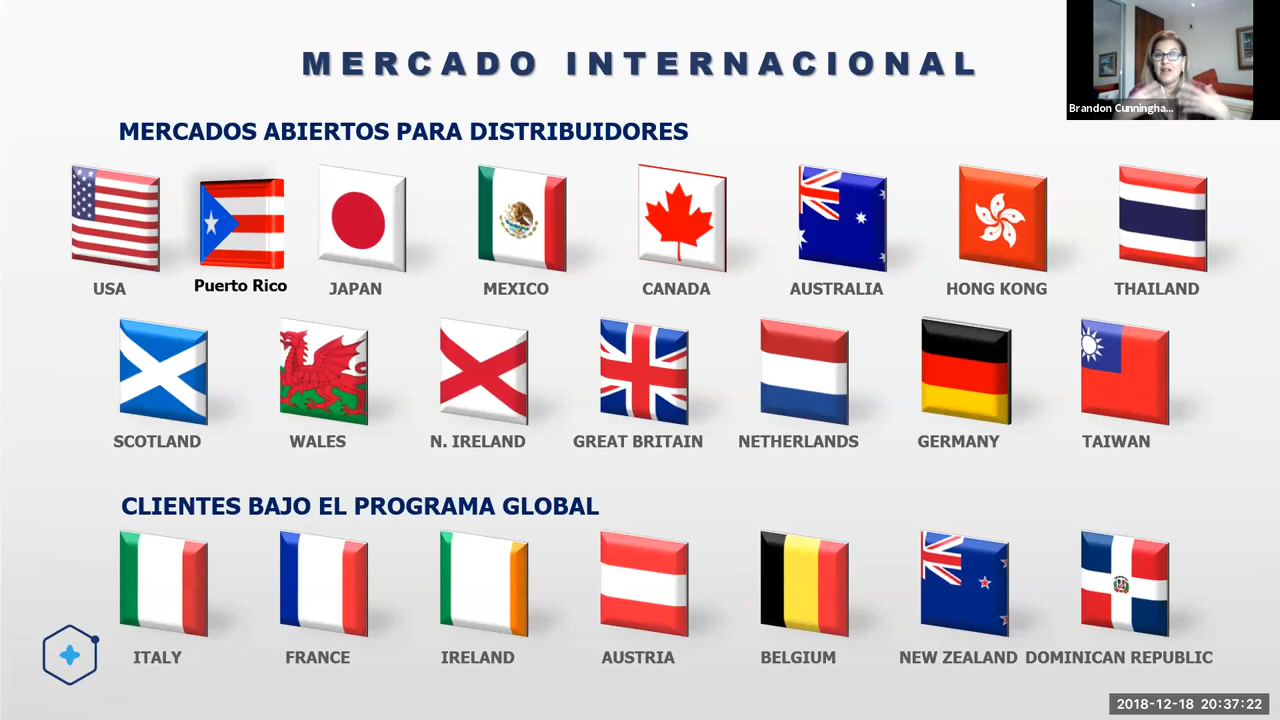 MERCADO INTERNACIONAL
Brandon Cunningha...
MERCADOS ABIERTOS PARA DISTRIBUIDORES
USA Puerto Rico JAPAN MEXICO CANADA AUSTRALIA HONG KONG THAILAND
SCOTLAND WALES N. IRELAND GREAT BRITAIN NETHERLANDS GERMANY TAIWAN
CLIENTES BAJO EL PROGRAMA GLOBAL
ITALY FRANCE IRELAND AUSTRIA BELGIUM NEW ZEALAND DOMINICAN REPUBLIC
2018-12-18 20:37:22